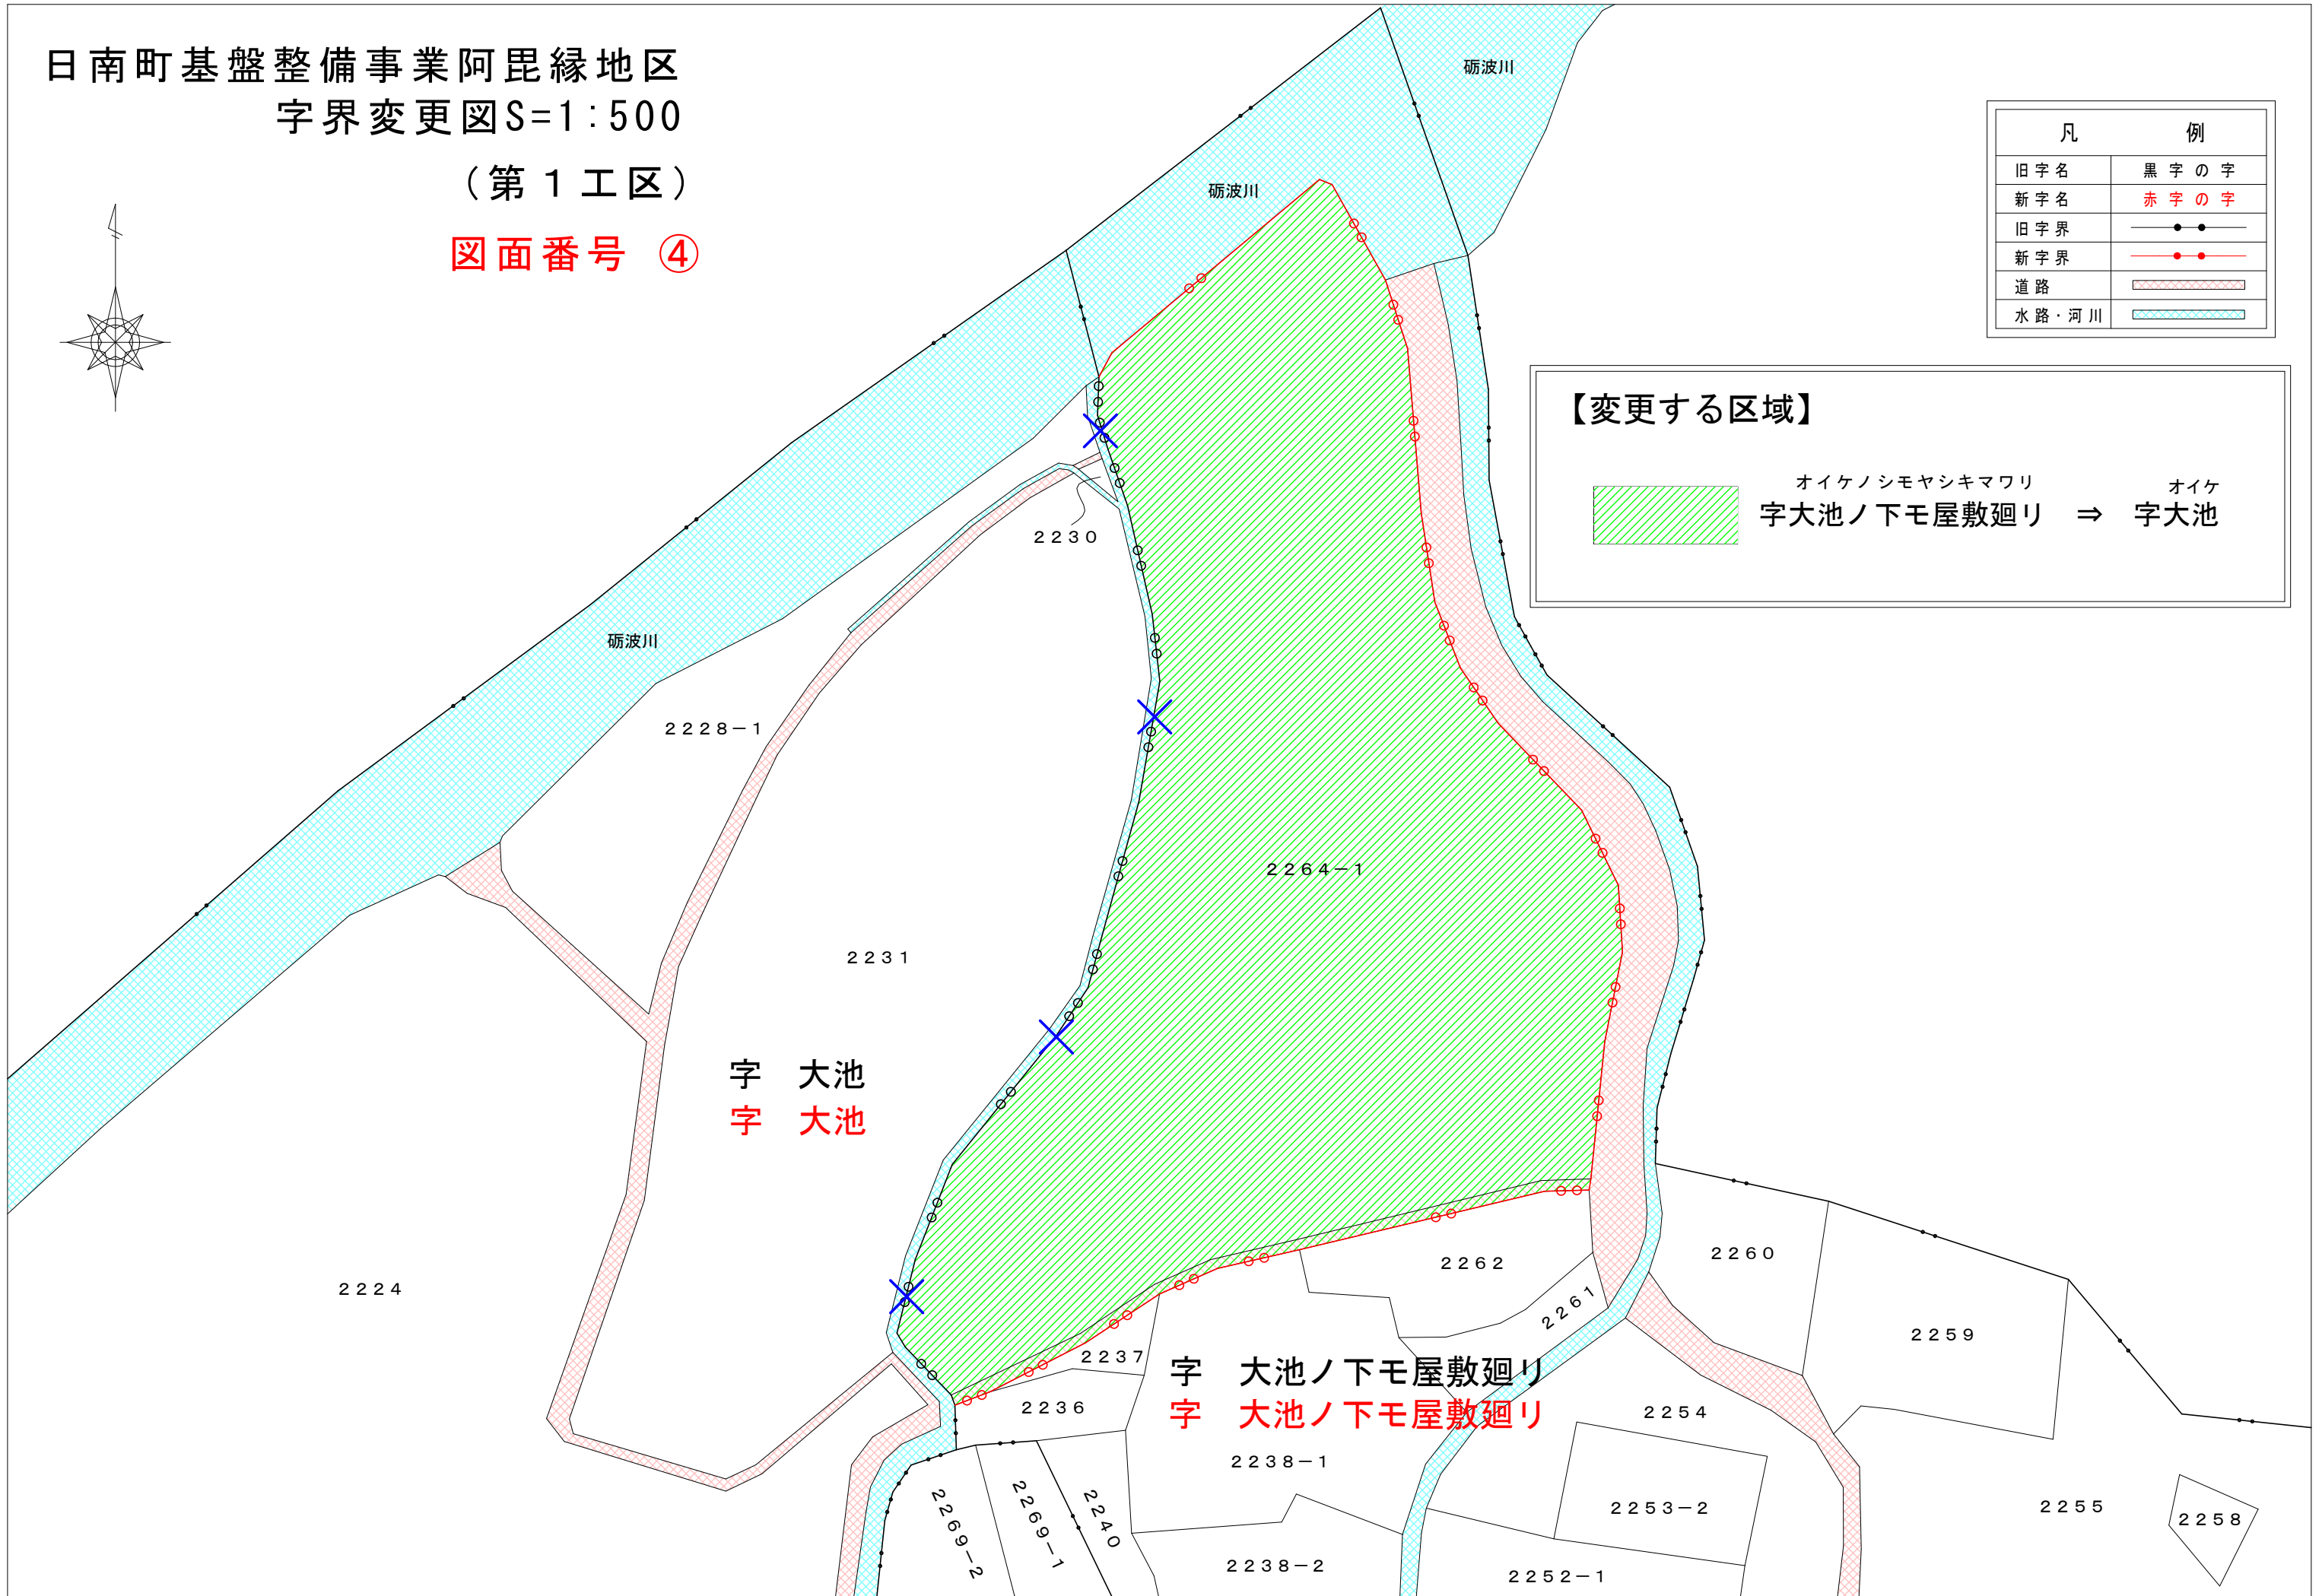 日南町基盤整備事業阿毘縁地区
字界変更図S=1:500
（第１工区）
図面番号 ④
凡 例
旧字名 黒字の字
新字名 赤字の字
旧字界
新字界
道路
水路・河川
【変更する区域】
オイケノシモヤシキマワリ オイケ
字大池ノ下モ屋敷廻リ ⇒ 字大池
砺波川
砺波川
砺波川
２２３０
２２２８－１
２２６４－１
２２３１
字 大池
字 大池
２２２４
２２６２
２２６０
２２６１
２２５９
２２３７
字 大池ノ下モ屋敷廻リ
字 大池ノ下モ屋敷廻リ
２２３６
２２５４
２２３８－１
２２６９－２
２２６９－１
２２４０
２２５３－２
２２５５
２２５８
２２３８－２
２２５２－１